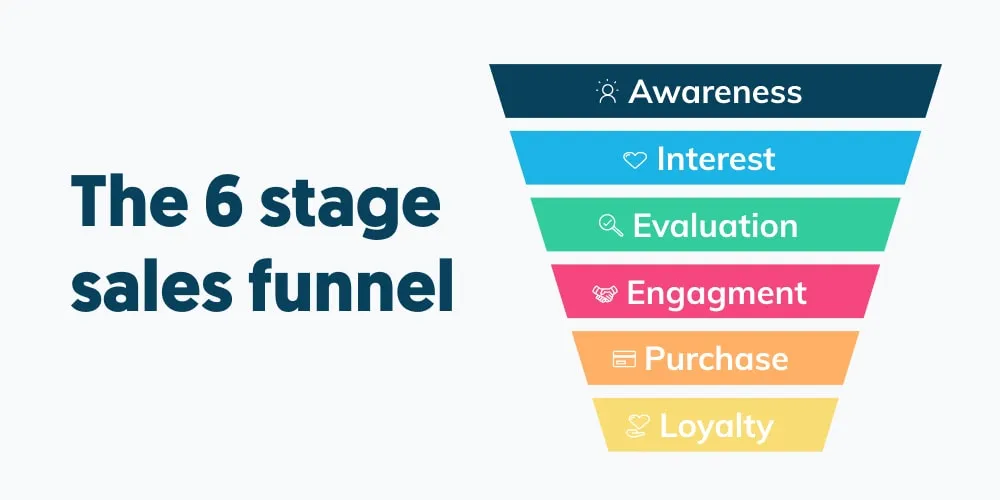 The 6 stage
sales funnel
Awareness
Interest
Evaluation
Engagment
Purchase
Loyalty